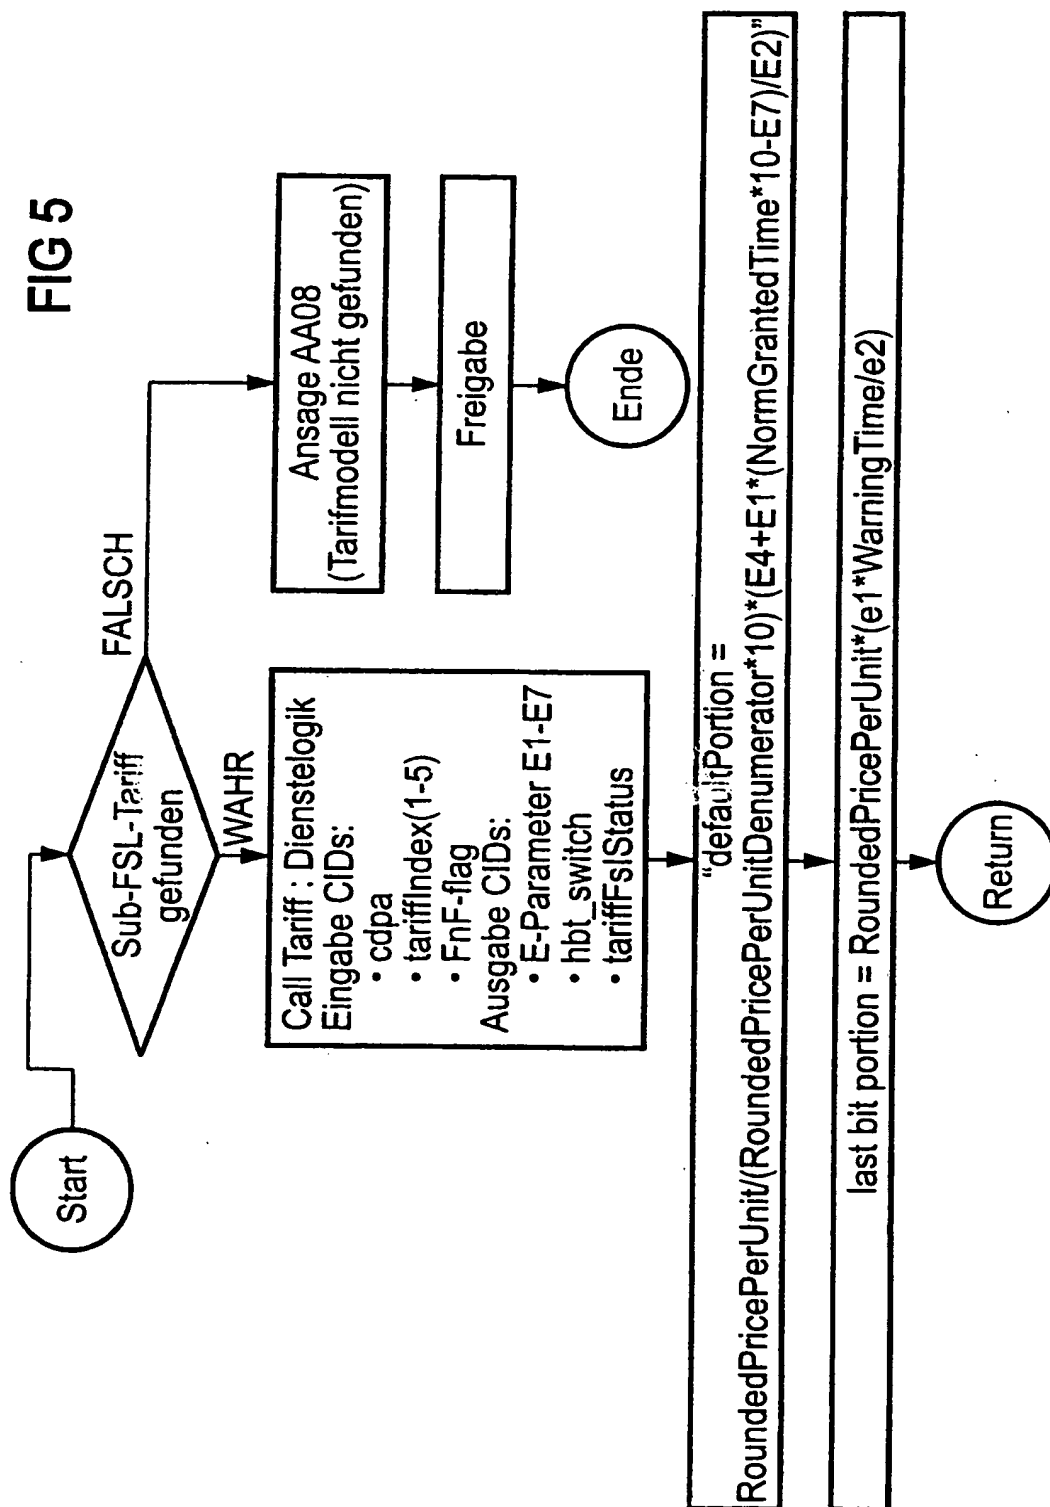 FIG 5
Start
Sub-FSL-Tariff
gefunden
FALSCH
WAHR
Ansage AA08
(Tarifmodell nicht gefunden)
Freigabe
Ende
Call Tariff : Dienstelogik
Eingabe CIDs:
• cdpa
• tariffIndex(1-5)
• FnF-flag
Ausgabe CIDs:
• E-Parameter E1-E7
• hbt_switch
• tariffFslStatus
"defaultPortion =
RoundedPricePerUnit/(RoundedPricePerUnitDenumerator*10)*(E4+E1*(NormGrantedTime*10-E7)/E2)"
last bit portion = RoundedPricePerUnit*(e1*WarningTime/e2)
Return